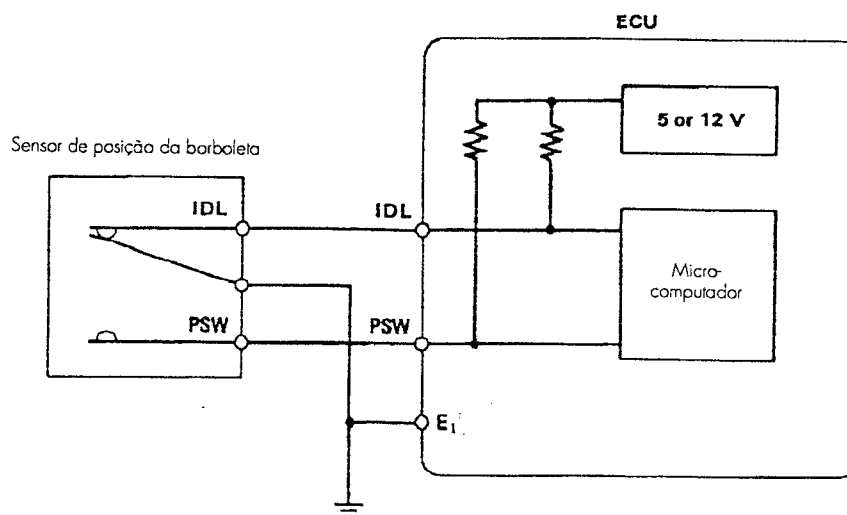 ECU
5 or 12 V
Sensor de posição da borboleta
IDL
IDL
Micro-
computador
PSW
PSW
E₁